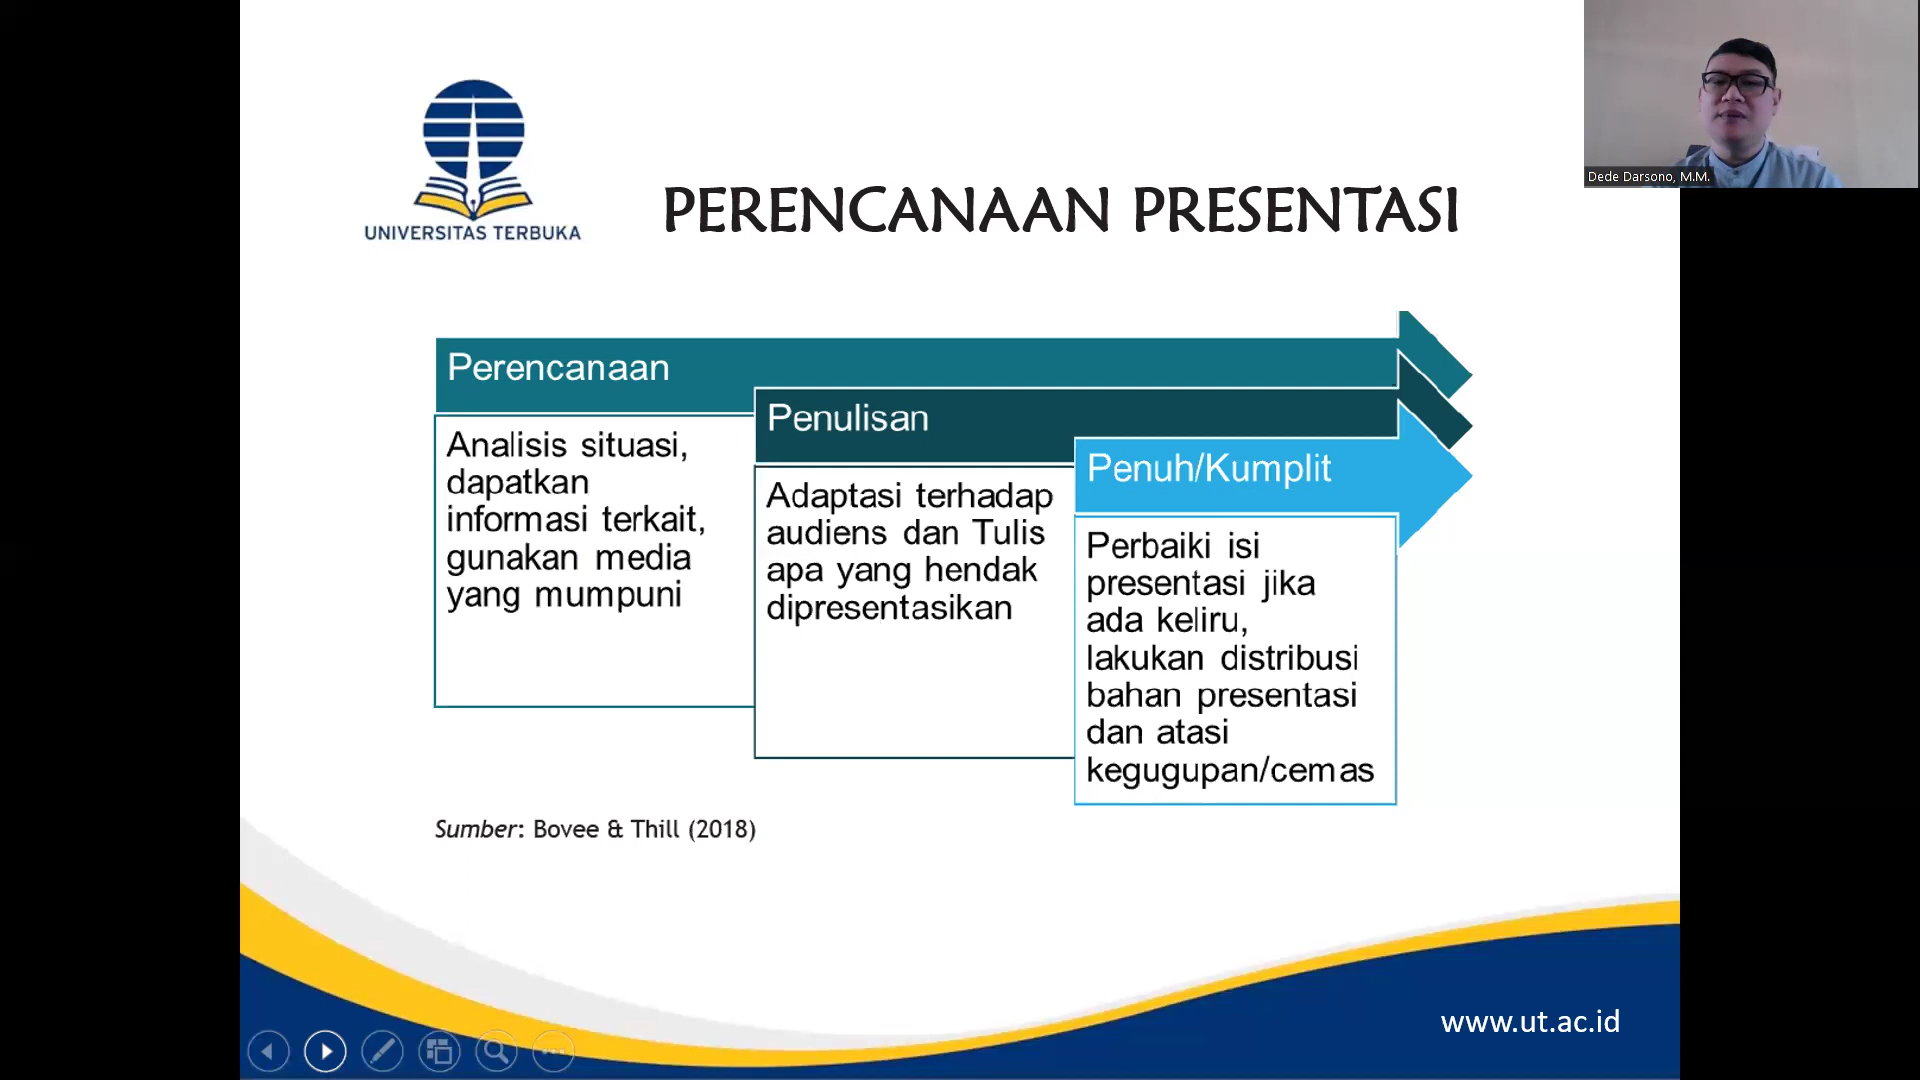 Dede Darsono, M.M.
UNIVERSITAS TERBUKA
PERENCANAAN PRESENTASI
Perencanaan
Analisis situasi,
dapatkan
informasi terkait,
gunakan media
yang mumpuni
Penulisan
Adaptasi terhadap
audiens dan Tulis
apa yang hendak
dipresentasikan
Penuh/Kumplit
Perbaiki isi
presentasi jika
ada keliru,
lakukan distribusi
bahan presentasi
dan atasi
kegugupan/cemas
Sumber: Bovee & Thill (2018)
www.ut.ac.id